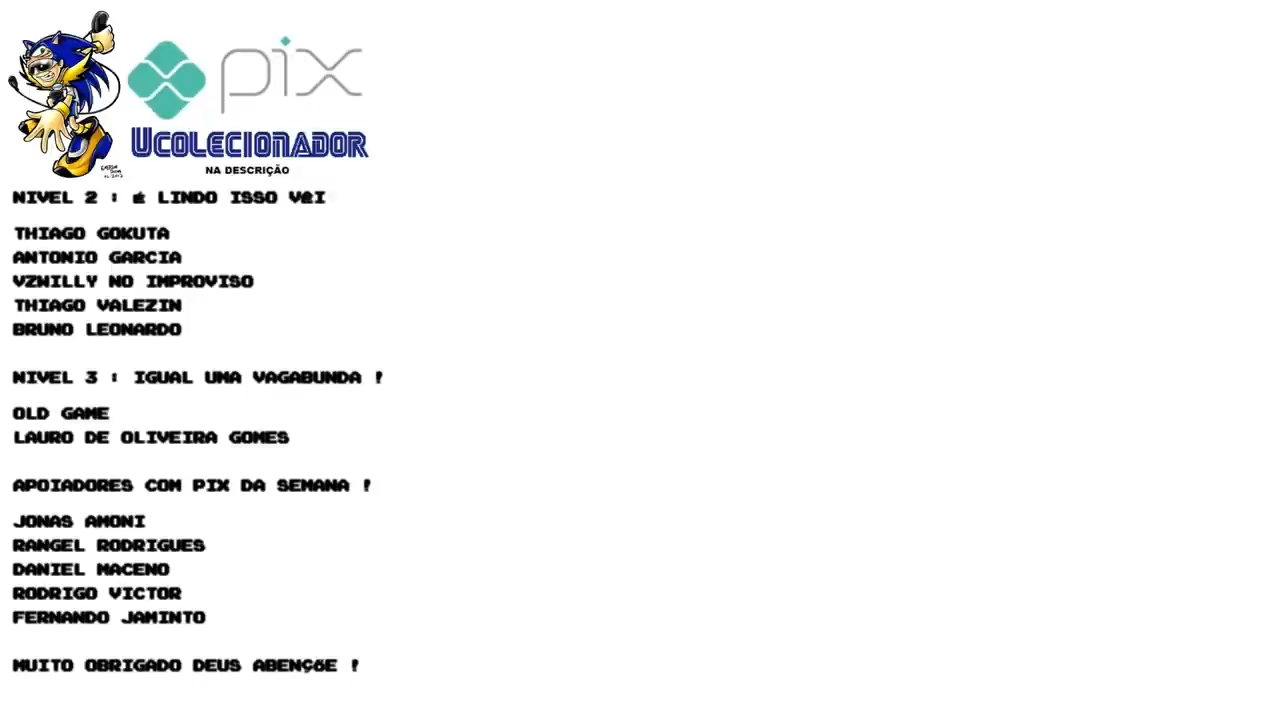 pix
UCOLECIONADOR
NA DESCRIÇÃO
NIVEL 2 : É LINDO ISSO VÉI
THIAGO GOKUTA
ANTONIO GARCIA
VZWILLY NO IMPROVISO
THIAGO VALEZIN
BRUNO LEONARDO
NIVEL 3 : IGUAL UMA VAGABUNDA !
OLD GAME
LAURO DE OLIVEIRA GOMES
APOIADORES COM PIX DA SEMANA !
JONAS AMONI
RANGEL RODRIGUES
DANIEL MACENO
RODRIGO VICTOR
FERNANDO JAMINTO
MUITO OBRIGADO DEUS ABENÇÕE !